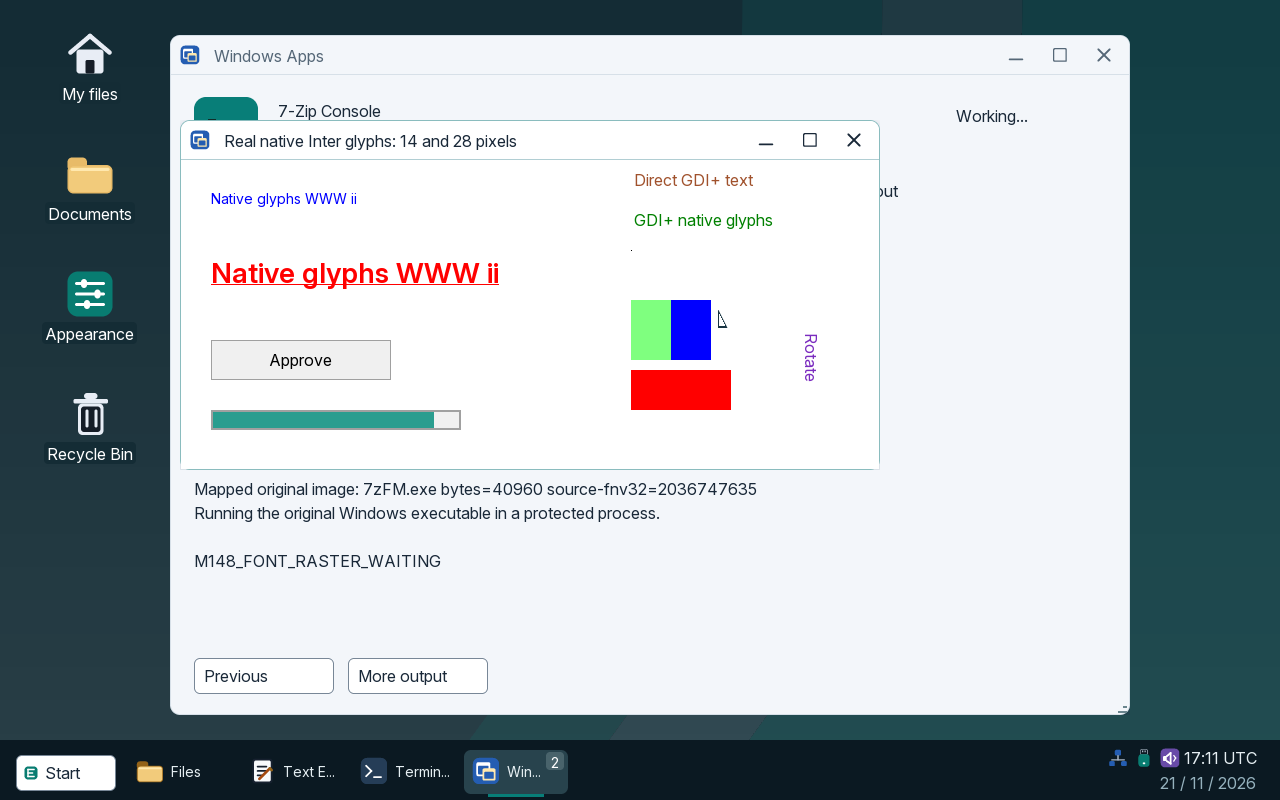 My files
Documents
Appearance
Recycle Bin
Windows Apps
7-Zip Console
Working...
Real native Inter glyphs: 14 and 28 pixels
Native glyphs WWW ii
Direct GDI+ text
GDI+ native glyphs
Native glyphs WWW ii
Rotate
Approve
Mapped original image: 7zFM.exe bytes=40960 source-fnv32=2036747635
Running the original Windows executable in a protected process.
M148_FONT_RASTER_WAITING
Previous
More output
Start
Files
Text E...
Termin...
Win...
2
17:11 UTC
21 / 11 / 2026